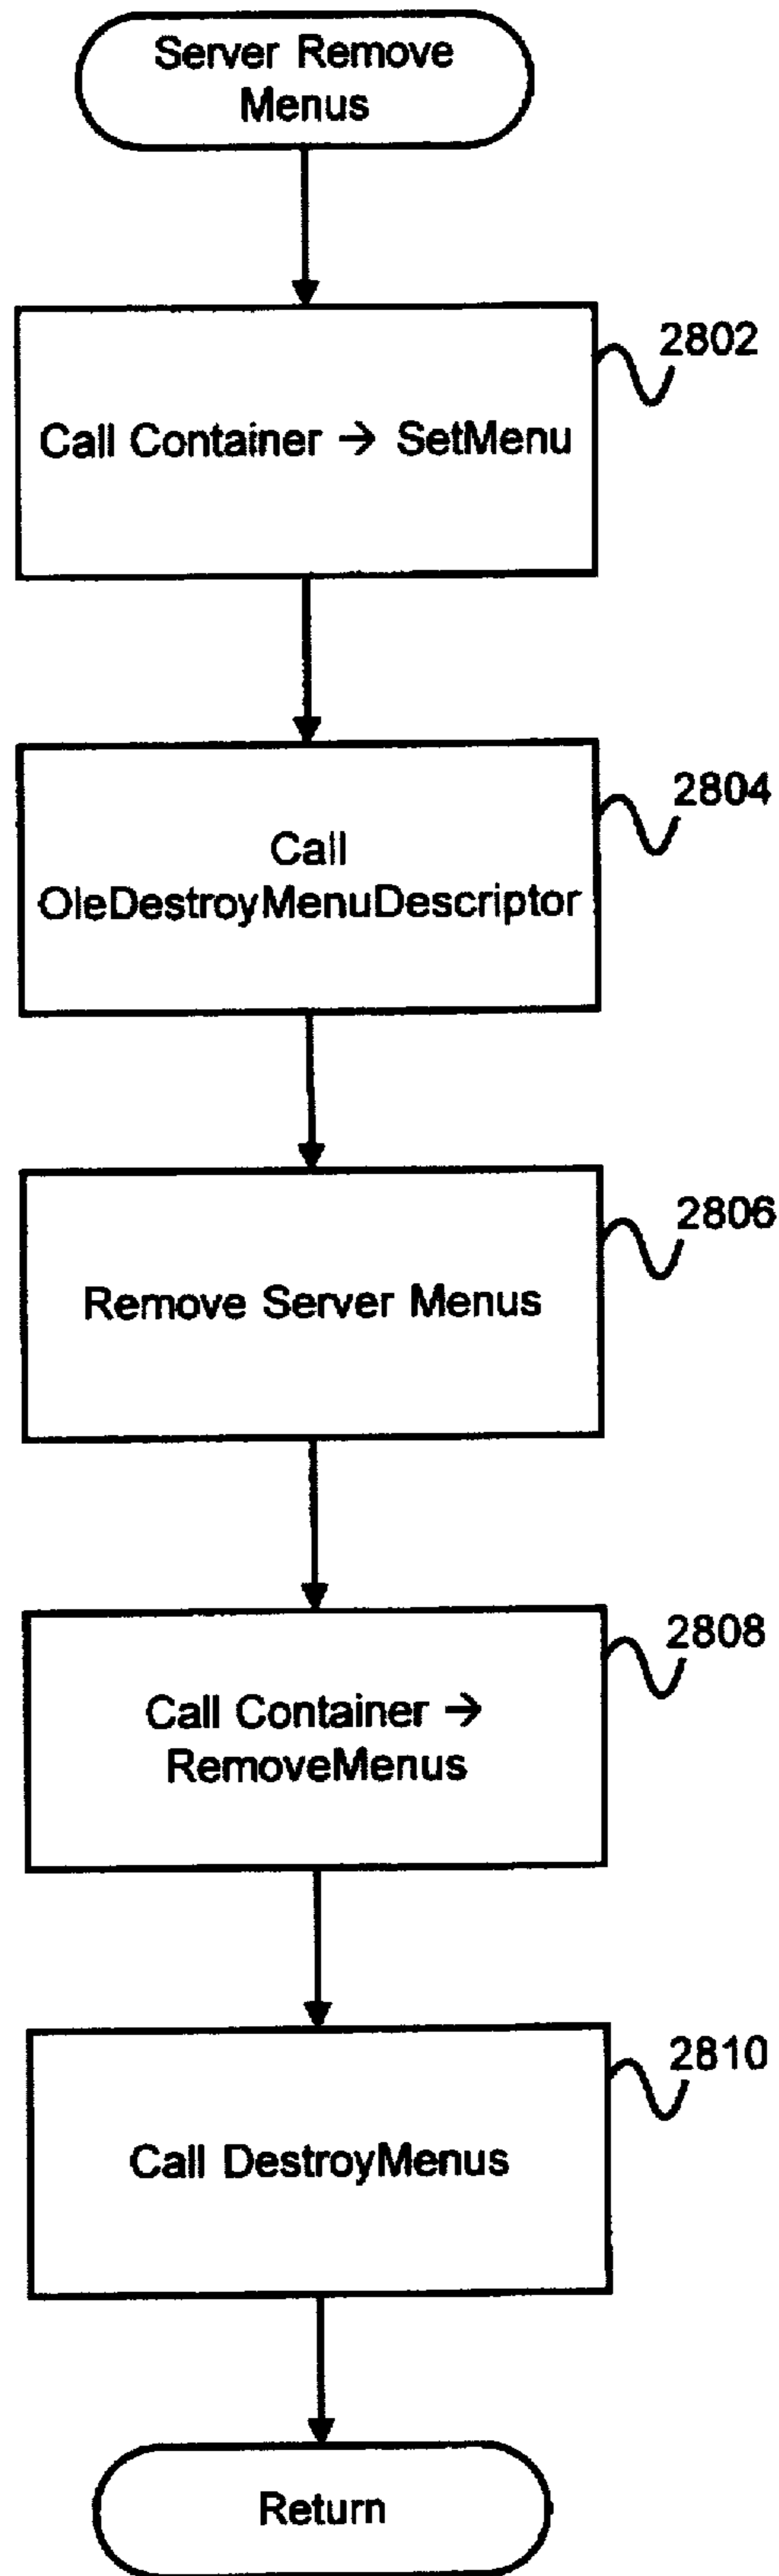 Server Remove
Menus
2802
Call Container → SetMenu
2804
Call
OleDestroyMenuDescriptor
2806
Remove Server Menus
2808
Call Container →
RemoveMenus
2810
Call DestroyMenus
Return